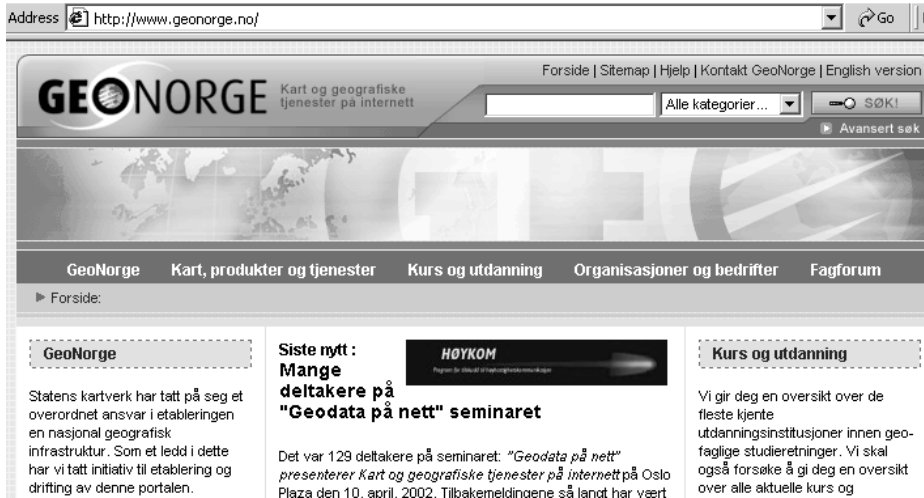 Address http://www.geonorge.no/ Go
Forside | Sitemap | Hjelp | Kontakt GeoNorge | English version
GEONORGE
Kart og geografiske
tjenester på internett
Alle kategorier... SØK!
Avansert søk
GeoNorge Kart, produkter og tjenester Kurs og utdanning Organisasjoner og bedrifter Fagforum
Forside:
GeoNorge
Statens kartverk har tatt på seg et
overordnet ansvar i etableringen
en nasjonal geografisk
infrastruktur. Som et ledd i dette
har vi tatt initiativ til etablering og
drifting av denne portalen.
Siste nytt :
Mange
deltakere på
"Geodata på nett" seminaret
HØYKOM
Program for tilskudd til høyhastighetskommunikasjon
Det var 129 deltakere på seminaret: "Geodata på nett"
presenterer Kart og geografiske tjenester på internett på Oslo
Plaza den 10. april. 2002. Tilbakemeldingene så langt har vært
Kurs og utdanning
Vi gir deg en oversikt over de
fleste kjente
utdanningsinstitusjoner innen geo-
faglige studieretninger. Vi skal
også forsøke å gi deg en oversikt
over alle aktuelle kurs og